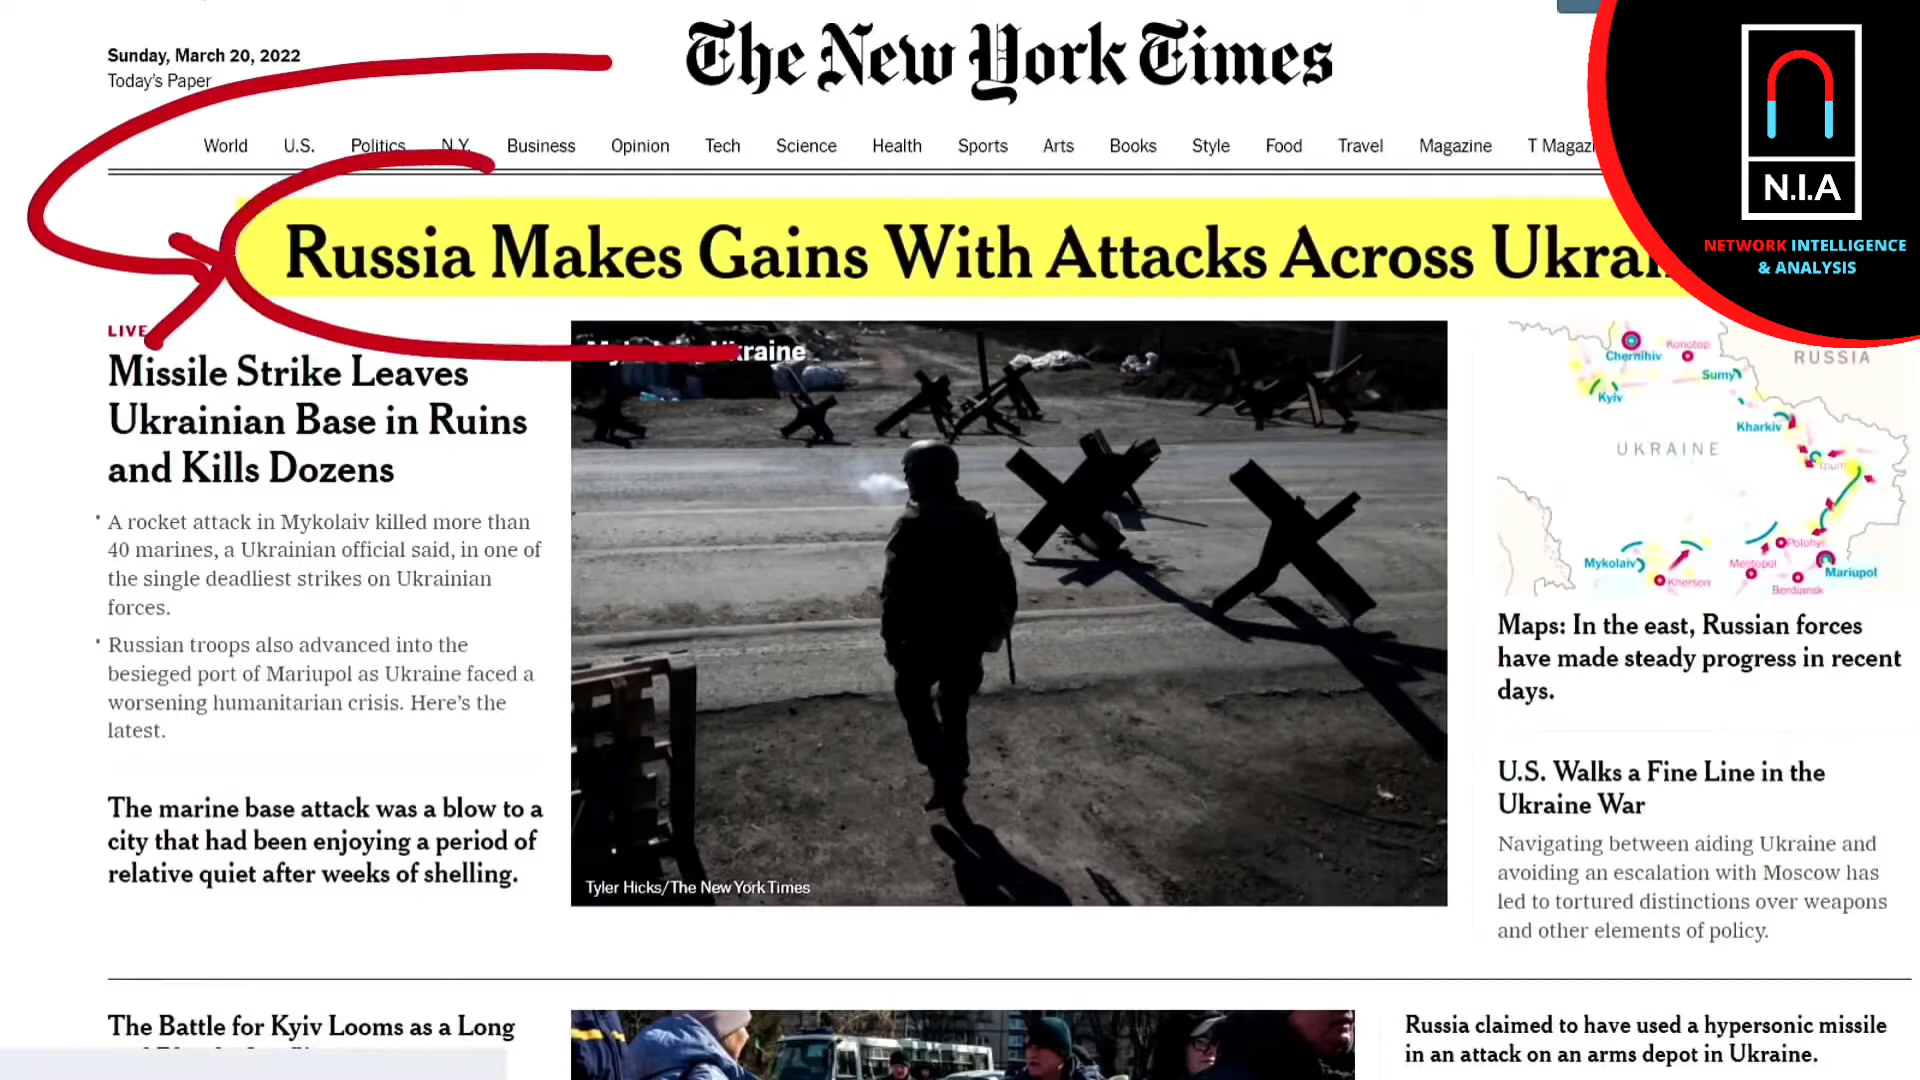 Sunday, March 20, 2022
Today's Paper
The New York Times
World U.S. Politics N.Y. Business Opinion Tech Science Health Sports Arts Books Style Food Travel Magazine T
N.I.A
NETWORK INTELLIGENCE
& ANALYSIS
Russia Makes Gains With Attacks Across
LIVE
Missile Strike Leaves
Ukrainian Base in Ruins
and Kills Dozens
A rocket attack in Mykolaiv killed more than
40 marines, a Ukrainian official said, in one of
the single deadliest strikes on Ukrainian
forces.
Russian troops also advanced into the
besieged port of Mariupol as Ukraine faced a
worsening humanitarian crisis. Here's the
latest.
The marine base attack was a blow to a
city that had been enjoying a period of
relative quiet after weeks of shelling.
Tyler Hicks/The New York Times
RUSSIA
Chernihiv
Konotop
Sumy
Kyiv
Kharkiv
UKRAINE
Izium
Polohy
Mykolaiv
Kherson
Melitopol
Mariupol
Berdiansk
Maps: In the east, Russian forces
have made steady progress in recent
days.
U.S. Walks a Fine Line in the
Ukraine War
Navigating between aiding Ukraine and
avoiding an escalation with Moscow has
led to tortured distinctions over weapons
and other elements of policy.
The Battle for Kyiv Looms as a Long
Russia claimed to have used a hypersonic missile
in an attack on an arms depot in Ukraine.